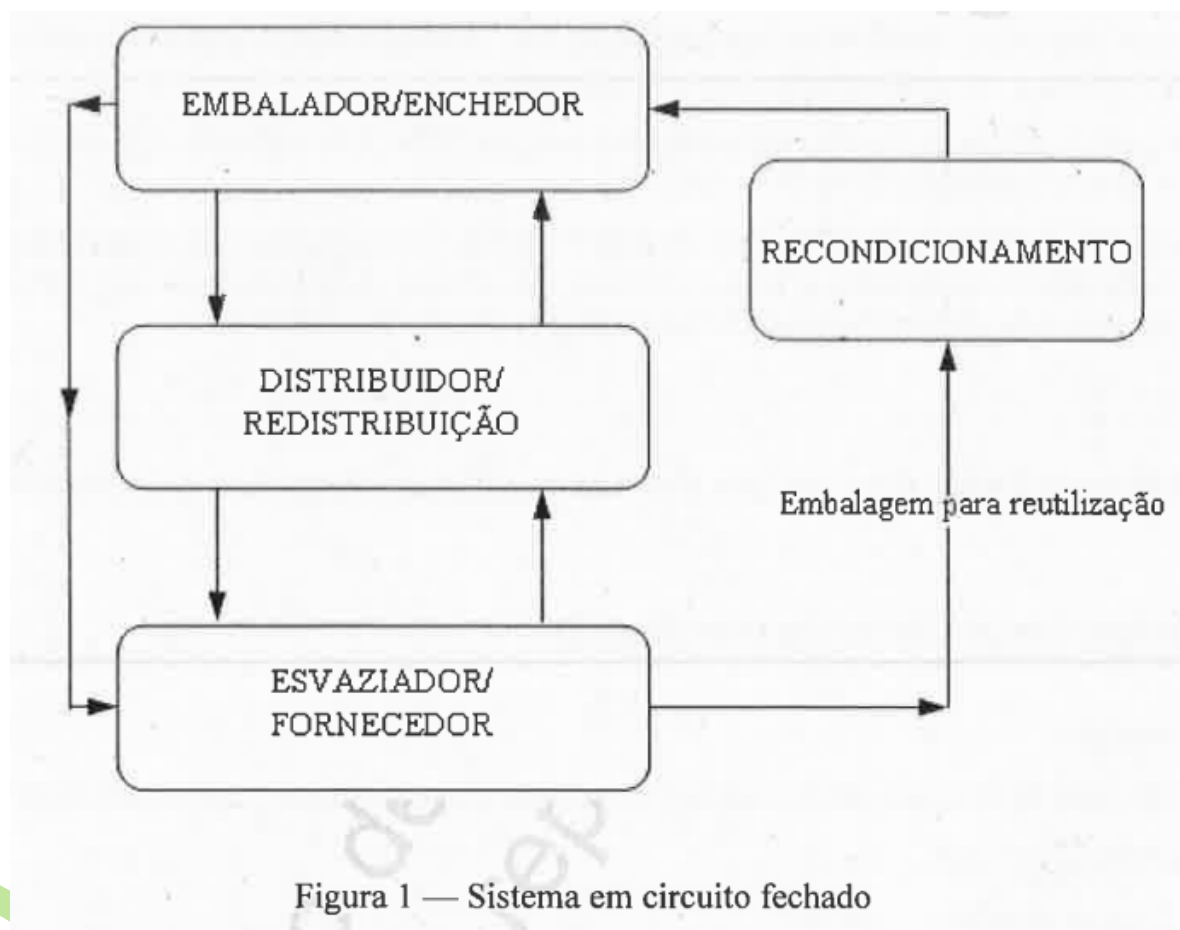 EMBALADOR/ENCHEDOR
RECONDICIONAMENTO
DISTRIBUIDOR/
REDISTRIBUIÇÃO
Embalagem para reutilização
ESVAZIADOR/
FORNECEDOR
Figura 1 — Sistema em circuito fechado